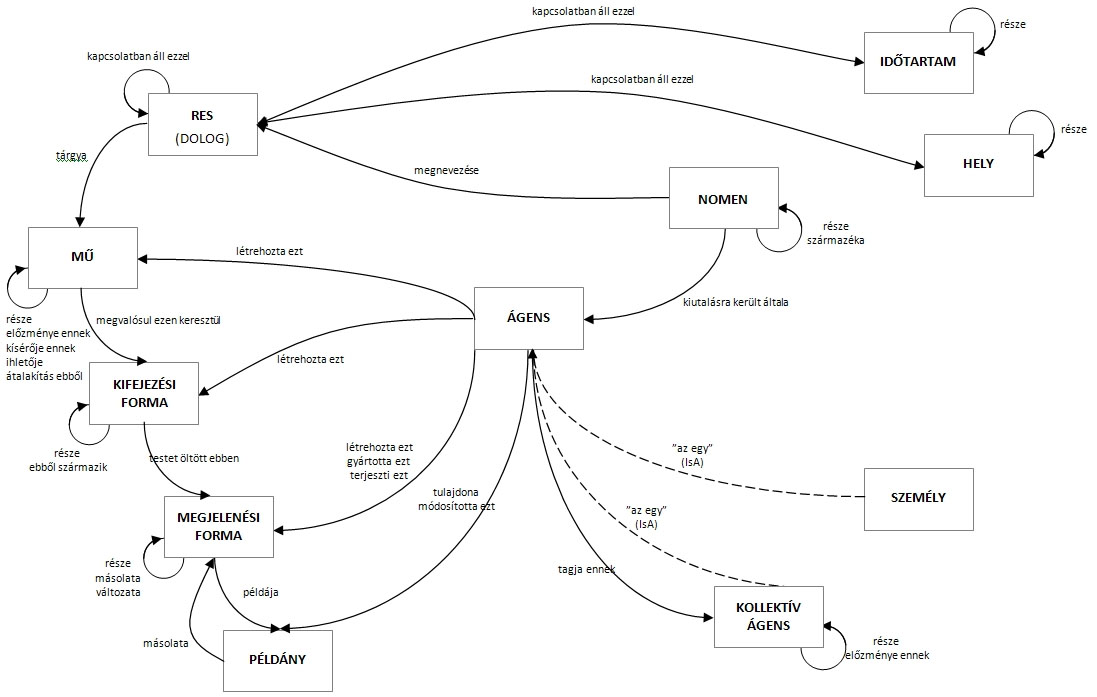 kapcsolatban áll ezzel
része
IDŐTARTAM
kapcsolatban áll ezzel
kapcsolatban áll ezzel
RES
(DOLOG)
része
HELY
tárgya
megnevezése
NOMEN
része
származéka
MŰ
létrehozta ezt
kiutalásra került általa
ÁGENS
része
előzménye ennek
kísérője ennek
ihletője
átalakítás ebből
megvalósul ezen keresztül
létrehozta ezt
KIFEJEZÉSI
FORMA
része
ebből származik
testet öltött ebben
létrehozta ezt
gyártotta ezt
terjeszti ezt
"az egy"
(IsA)
SZEMÉLY
tulajdona
módosította ezt
MEGJELENÉSI
FORMA
"az egy"
(IsA)
része
másolata
változata
tagja ennek
példája
KOLLEKTÍV
ÁGENS
másolata
PÉLDÁNY
része
előzménye ennek